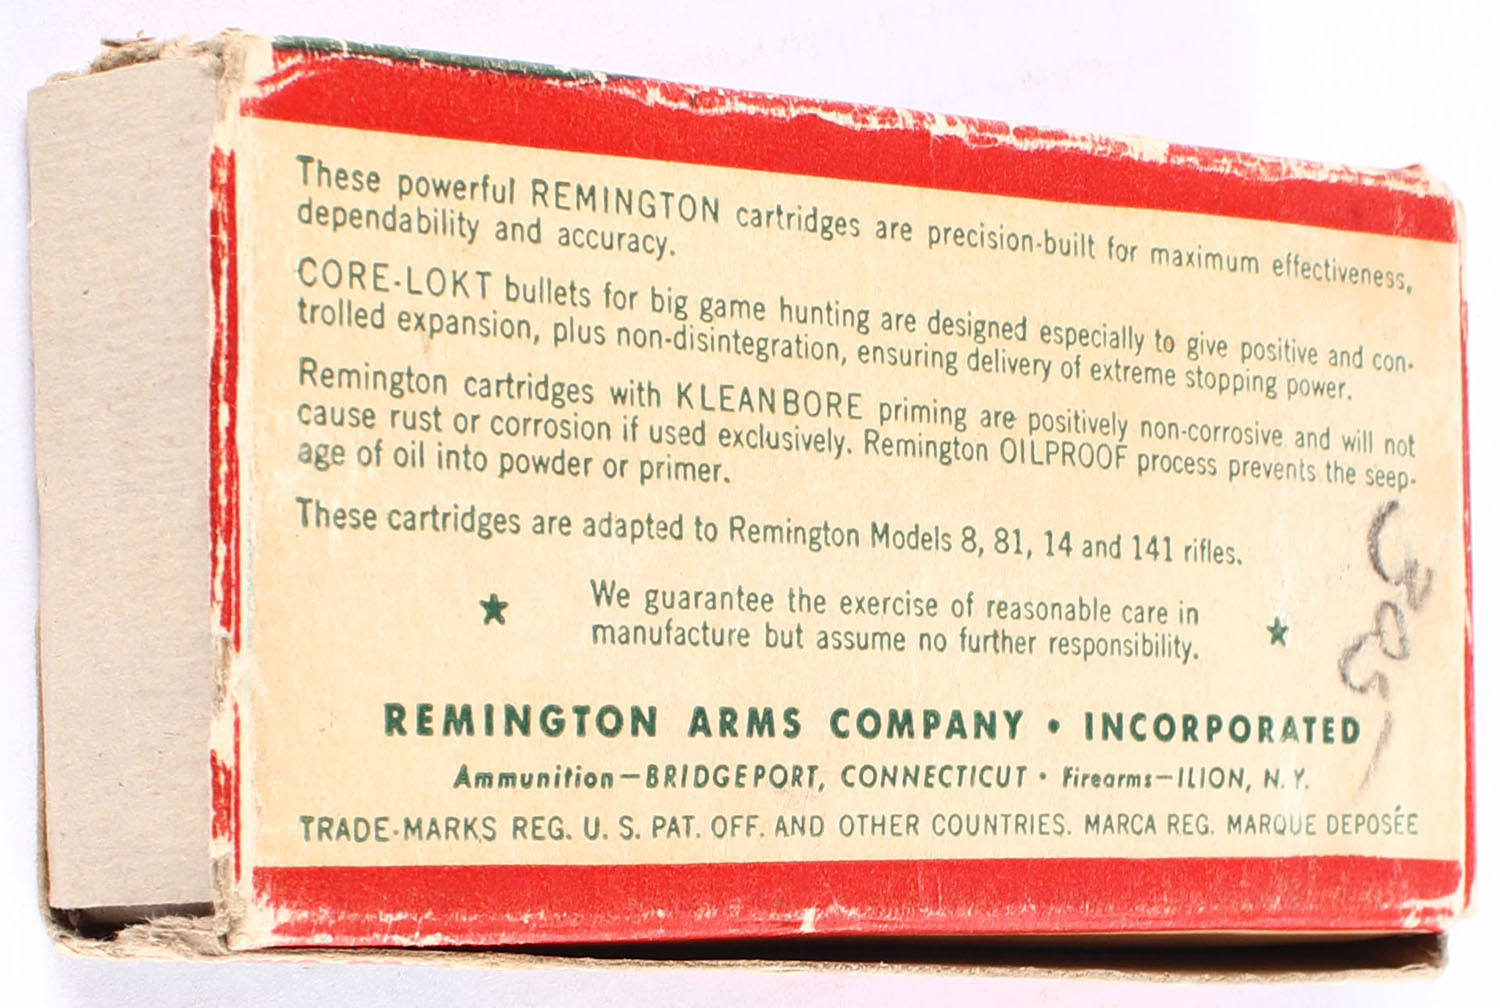 These powerful REMINGTON cartridges are precision-built for maximum effectiveness,
dependability and accuracy.
CORE-LOKT bullets for big game hunting are designed especially to give positive and con-
trolled expansion, plus non-disintegration, ensuring delivery of extreme stopping power.
Remington cartridges with KLEANBORE priming are positively non-corrosive and will not
cause rust or corrosion if used exclusively. Remington OILPROOF process prevents the seep-
age of oil into powder or primer.
These cartridges are adapted to Remington Models 8, 81, 14 and 141 rifles.
★ We guarantee the exercise of reasonable care in
manufacture but assume no further responsibility. ★
REMINGTON ARMS COMPANY • INCORPORATED
Ammunition—BRIDGEPORT, CONNECTICUT • Firearms—ILION, N. Y.
TRADE-MARKS REG. U. S. PAT. OFF. AND OTHER COUNTRIES. MARCA REG. MARQUE DEPOSÉE